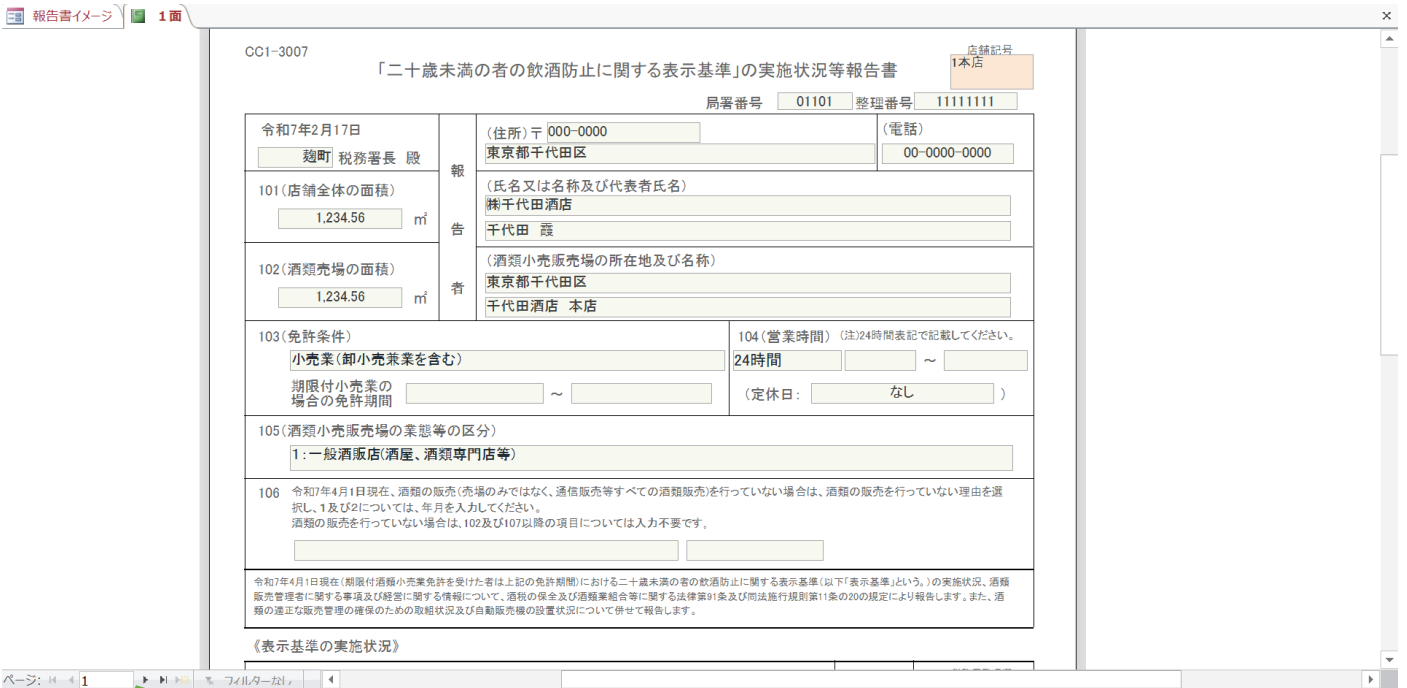 報告書イメージ
1面
CC1-3007
店舗記号
「二十歳未満の者の飲酒防止に関する表示基準」の実施状況等報告書
1本店
局署番号 01101 整理番号 11111111
令和7年2月17日
麹町 税務署長 殿
報告者
(住所)〒 000-0000
東京都千代田区
(電話)
00-0000-0000
101(店舗全体の面積)
1,234.56 ㎡
(氏名又は名称及び代表者氏名)
㈱千代田酒店
千代田 霞
102(酒類売場の面積)
1,234.56 ㎡
(酒類小売販売場の所在地及び名称)
東京都千代田区
千代田酒店 本店
103(免許条件)
小売業(卸小売兼業を含む)
期限付小売業の
場合の免許期間
~
104(営業時間) (注)24時間表記で記載してください。
24時間 ~
(定休日: なし )
105(酒類小売販売場の業態等の区分)
1:一般酒販店(酒屋、酒類専門店等)
106 令和7年4月1日現在、酒類の販売(売場のみではなく、通信販売等すべての酒類販売)を行っていない場合は、酒類の販売を行っていない理由を選
択し、1及び2については、年月を入力してください。
酒類の販売を行っていない場合は、102及び107以降の項目については入力不要です。
令和7年4月1日現在(期限付酒類小売業免許を受けた者は上記の免許期間)における二十歳未満の者の飲酒防止に関する表示基準(以下「表示基準」という。)の実施状況、酒類
販売管理者に関する事項及び経営に関する情報について、酒税の保全及び酒類業組合等に関する法律第91条及び同法施行規則第11条の20の規定により報告します。また、酒
類の適正な販売管理の確保のための取組状況及び自動販売機の設置状況について併せて報告します。
《表示基準の実施状況》
ページ: 1 フィルターなし